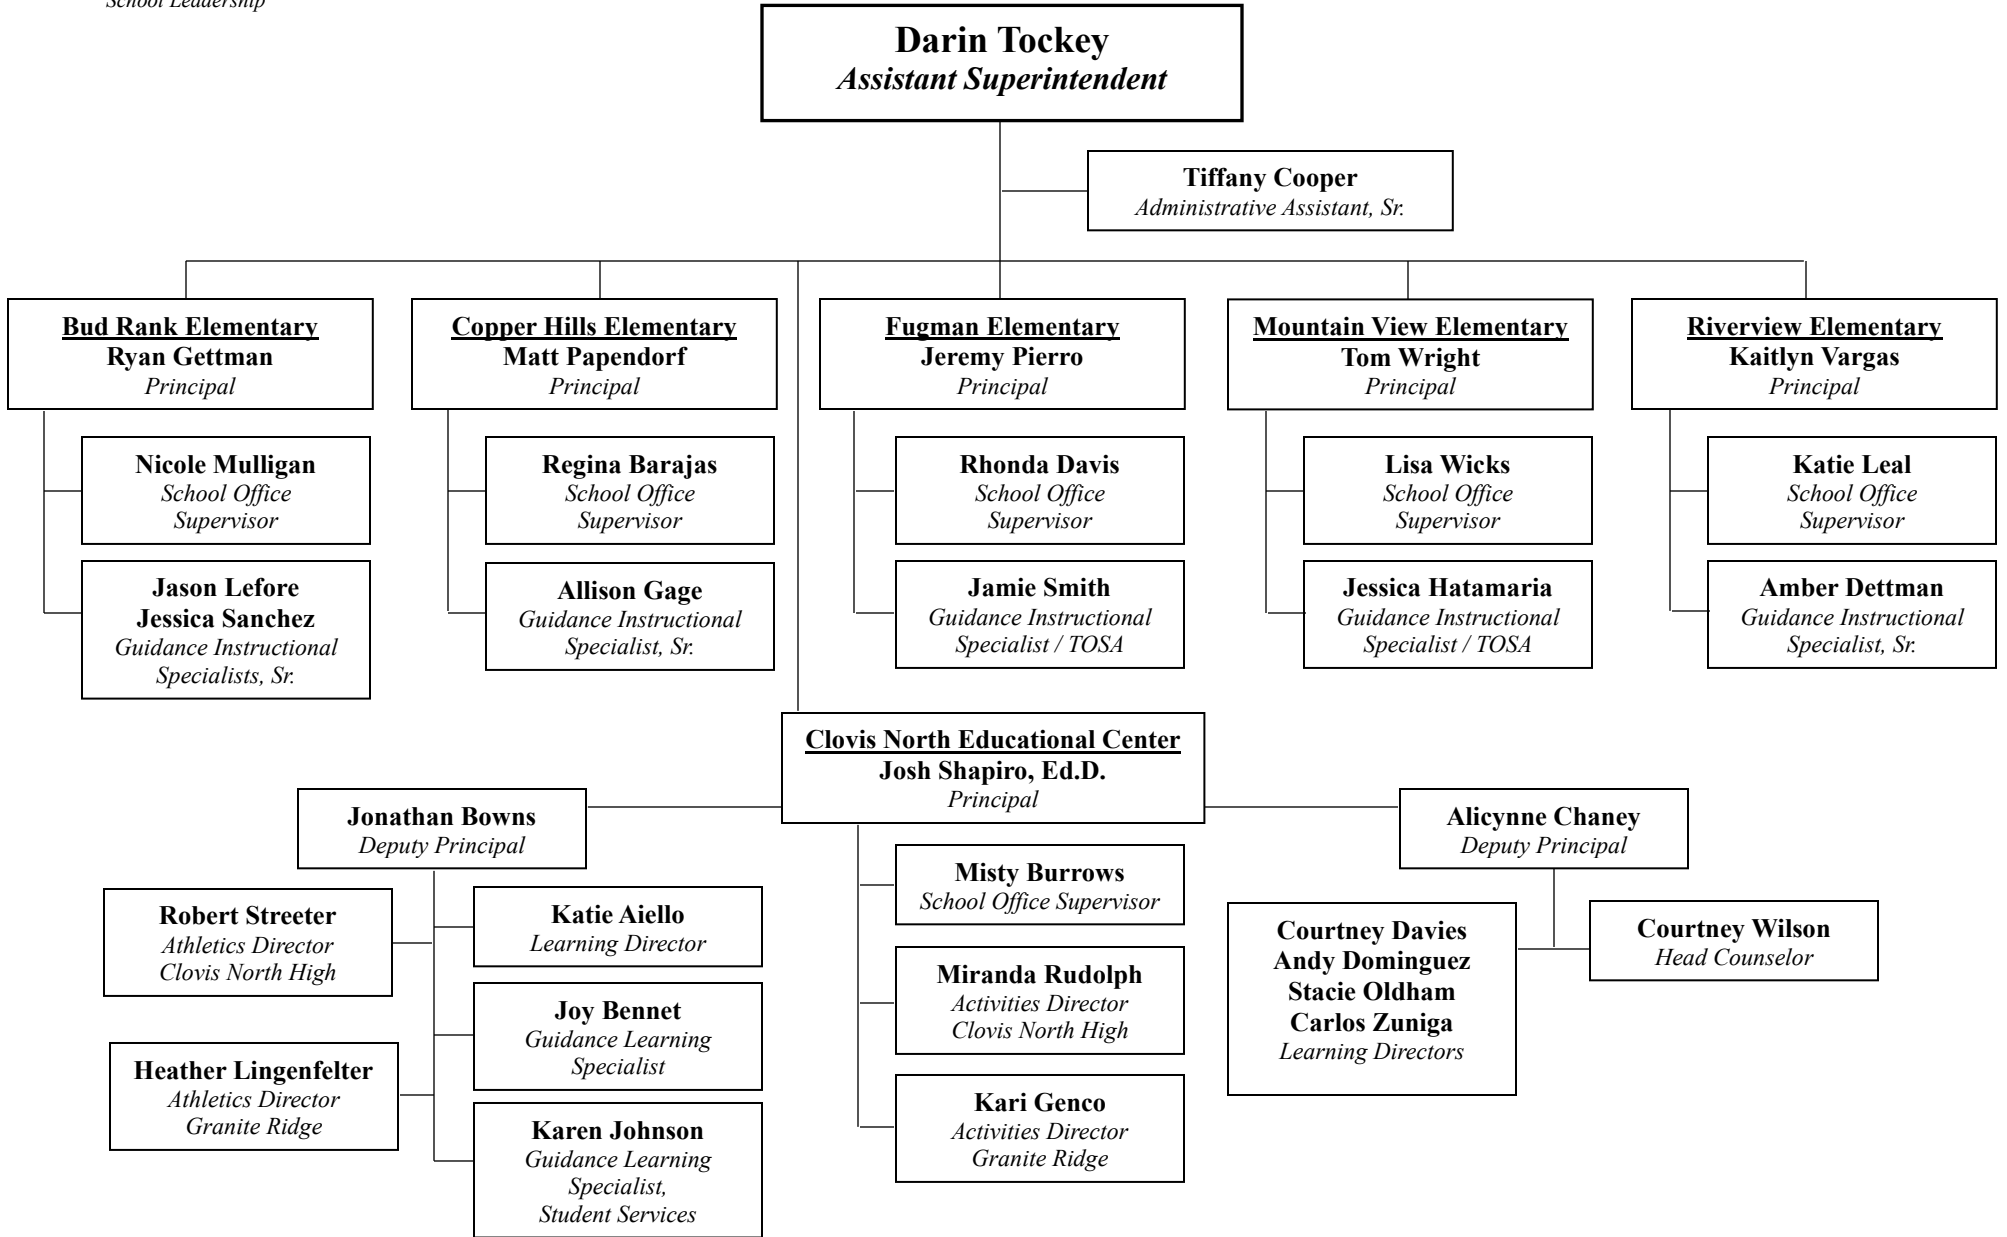 School Leadership
Darin Tockey
Assistant Superintendent
Tiffany Cooper
Administrative Assistant, Sr.
Bud Rank Elementary
Ryan Gettman
Principal
Copper Hills Elementary
Matt Papendorf
Principal
Fugman Elementary
Jeremy Pierro
Principal
Mountain View Elementary
Tom Wright
Principal
Riverview Elementary
Kaitlyn Vargas
Principal
Nicole Mulligan
School Office
Supervisor
Regina Barajas
School Office
Supervisor
Rhonda Davis
School Office
Supervisor
Lisa Wicks
School Office
Supervisor
Katie Leal
School Office
Supervisor
Jason Lefore
Jessica Sanchez
Guidance Instructional
Specialists, Sr.
Allison Gage
Guidance Instructional
Specialist, Sr.
Jamie Smith
Guidance Instructional
Specialist / TOSA
Jessica Hatamaria
Guidance Instructional
Specialist / TOSA
Amber Dettman
Guidance Instructional
Specialist, Sr.
Clovis North Educational Center
Josh Shapiro, Ed.D.
Principal
Jonathan Bowns
Deputy Principal
Alicynne Chaney
Deputy Principal
Robert Streeter
Athletics Director
Clovis North High
Katie Aiello
Learning Director
Joy Bennet
Guidance Learning
Specialist
Heather Lingenfelter
Athletics Director
Granite Ridge
Karen Johnson
Guidance Learning
Specialist,
Student Services
Misty Burrows
School Office Supervisor
Miranda Rudolph
Activities Director
Clovis North High
Kari Genco
Activities Director
Granite Ridge
Courtney Davies
Andy Dominguez
Stacie Oldham
Carlos Zuniga
Learning Directors
Courtney Wilson
Head Counselor